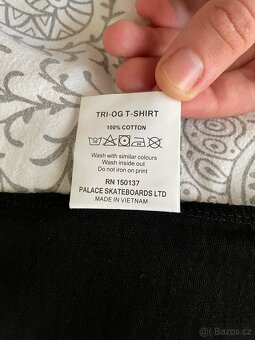 TRI-OG T-SHIRT
100% COTTON
Wash with similar colours
Wash inside out
Do not iron on print
RN 150137
PALACE SKATEBOARDS LTD
MADE IN VIETNAM
Bazoš.cz